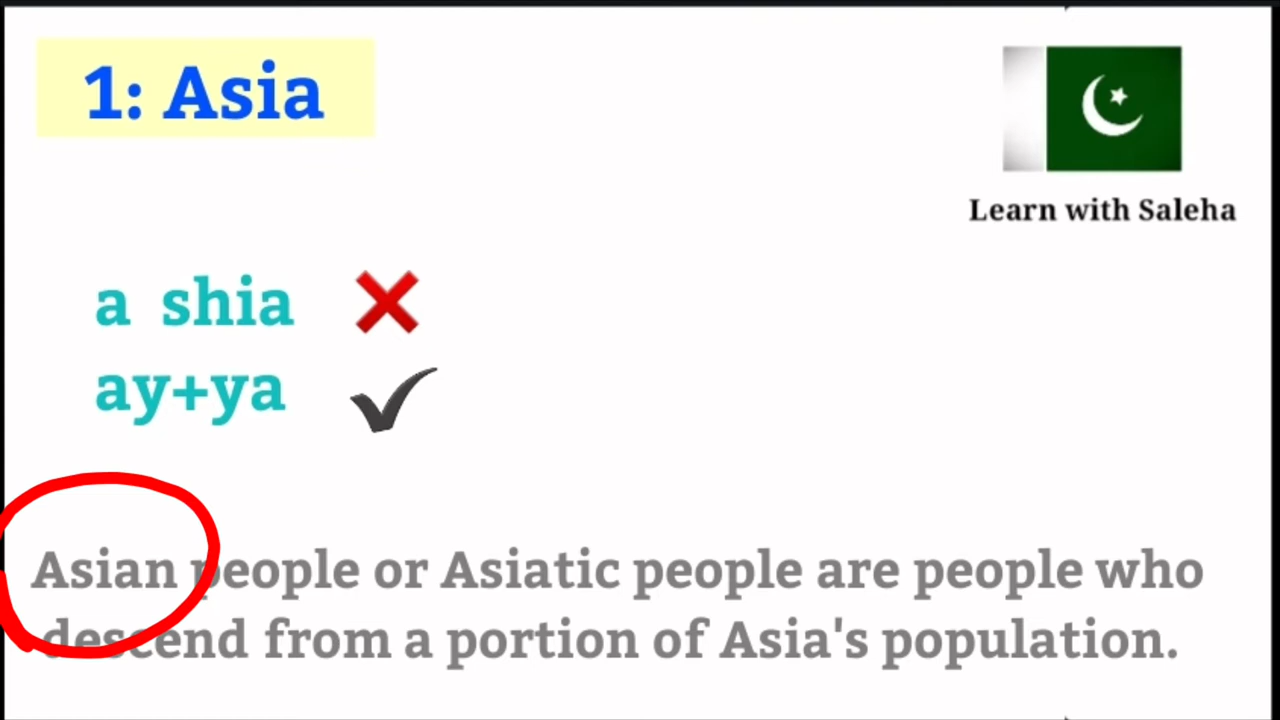 1: Asia
Learn with Saleha
a shia
ay+ya
Asian people or Asiatic people are people who
descend from a portion of Asia's population.